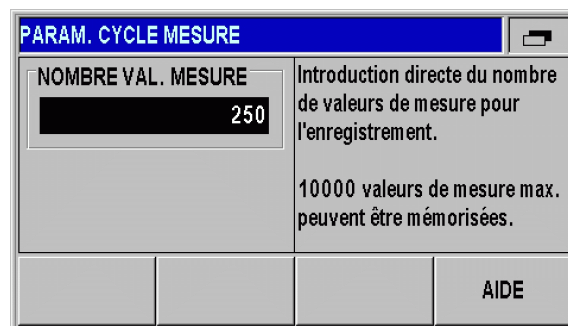 PARAM. CYCLE MESURE
NOMBRE VAL. MESURE
250
Introduction directe du nombre
de valeurs de mesure pour
l'enregistrement.
10000 valeurs de mesure max.
peuvent être mémorisées.
AIDE